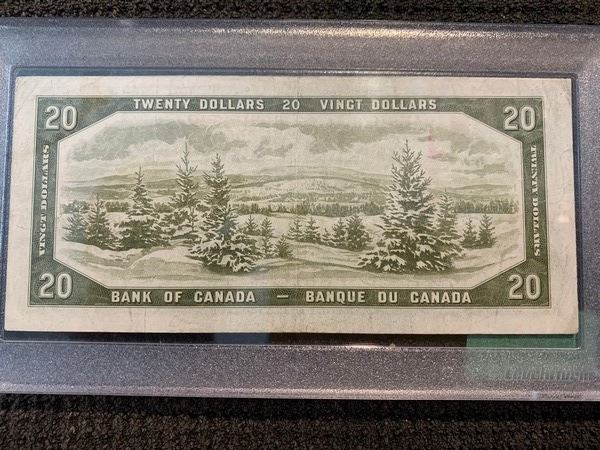 TWENTY DOLLARS 20 VINGT DOLLARS
20
20
VINGT DOLLARS
TWENTY DOLLARS
20
20
BANK OF CANADA — BANQUE DU CANADA